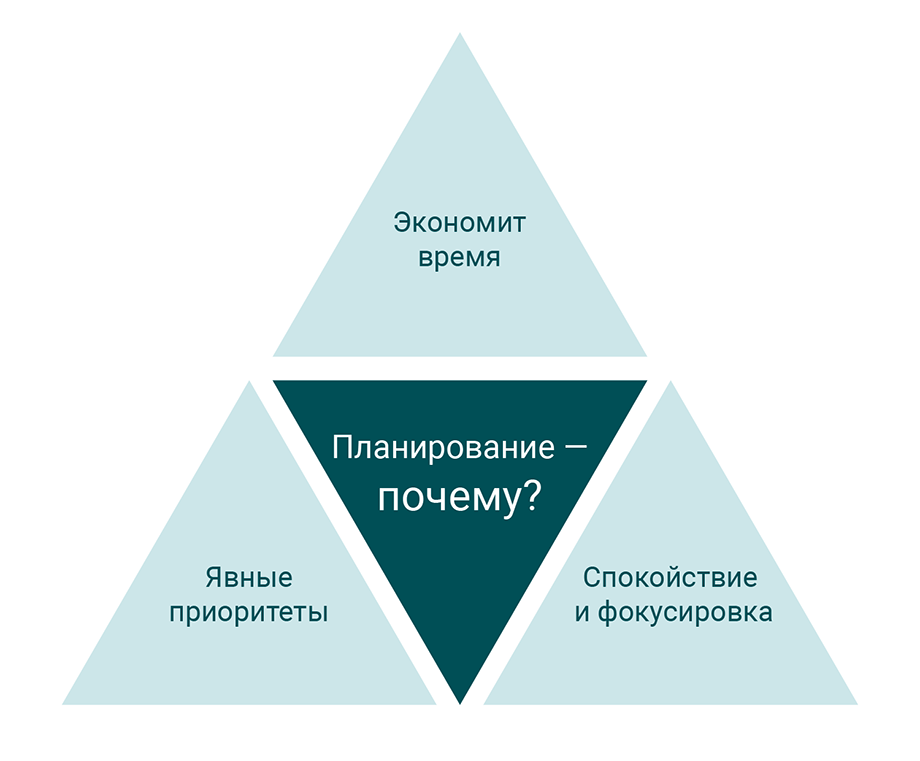 Экономит
время
Планирование —
почему?
Явные
приоритеты
Спокойствие
и фокусировка